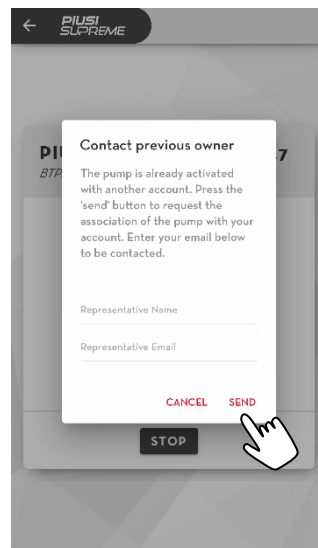 PIUSI
SUPREME
Contact previous owner
PI 7
BTP
The pump is already activated
with another account. Press the
'send' button to request the
association of the pump with your
account. Enter your email below
to be contacted.
Representative Name
Representative Email
CANCEL SEND
STOP